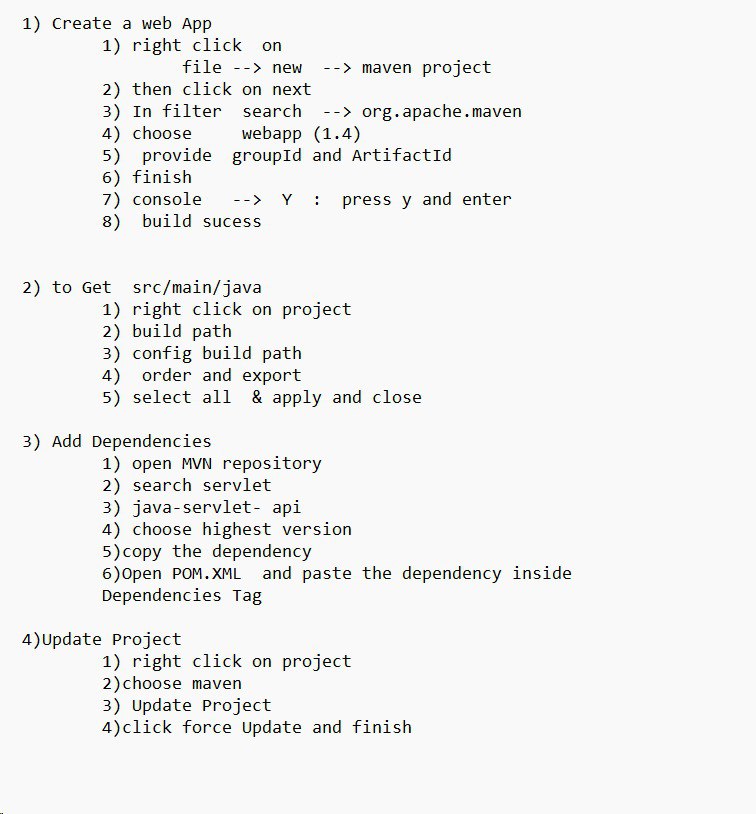 1) Create a web App
1) right click  on
file --> new  --> maven project
2) then click on next
3) In filter  search  --> org.apache.maven
4) choose     webapp (1.4)
5)  provide  groupId and ArtifactId
6) finish
7) console   -->  Y  :  press y and enter
8)  build sucess
2) to Get  src/main/java
1) right click on project
2) build path
3) config build path
4)  order and export
5) select all  & apply and close
3) Add Dependencies
1) open MVN repository
2) search servlet
3) java-servlet- api
4) choose highest version
5)copy the dependency
6)Open POM.XML  and paste the dependency inside
Dependencies Tag
4)Update Project
1) right click on project
2)choose maven
3) Update Project
4)click force Update and finish